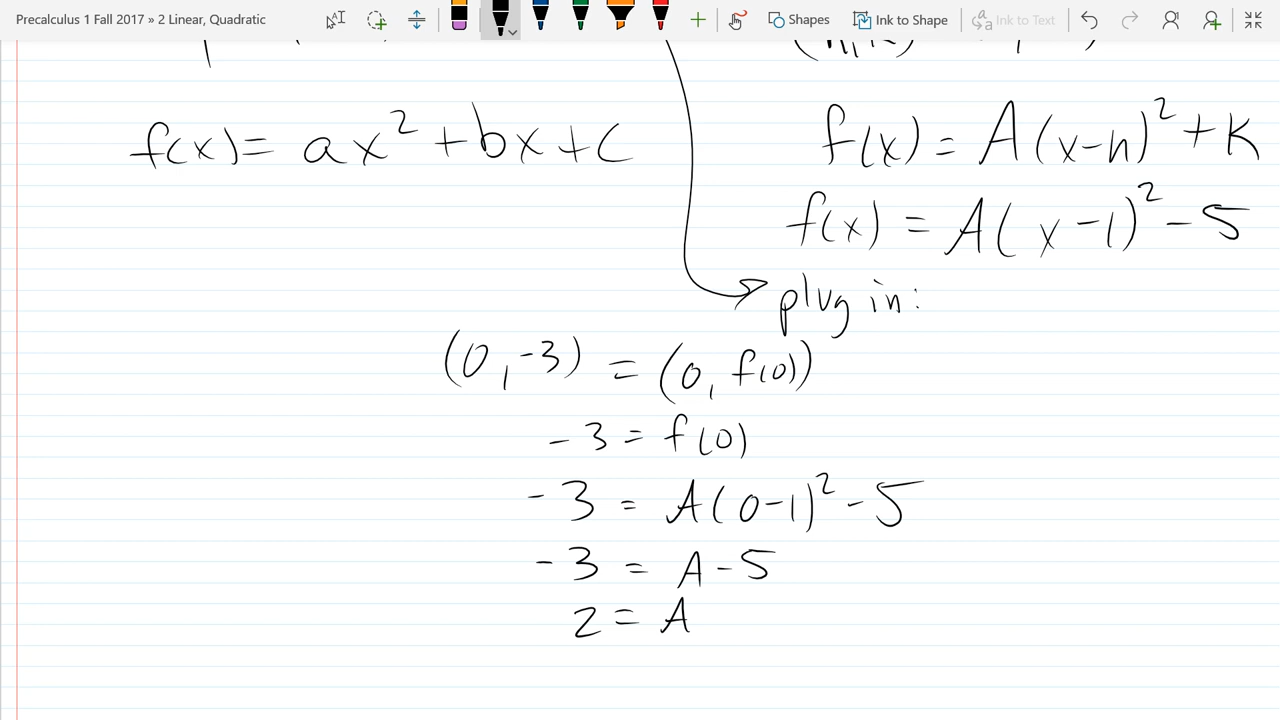 Precalculus 1 Fall 2017 » 2 Linear, Quadratic
Shapes Ink to Shape Ink to Text
f(x) = ax² + bx + c
f(x) = A(x-h)² + k
f(x) = A(x-1)² - 5
plug in:
(0, -3) = (0, f(0))
-3 = f(0)
-3 = A(0-1)² - 5
-3 = A - 5
2 = A